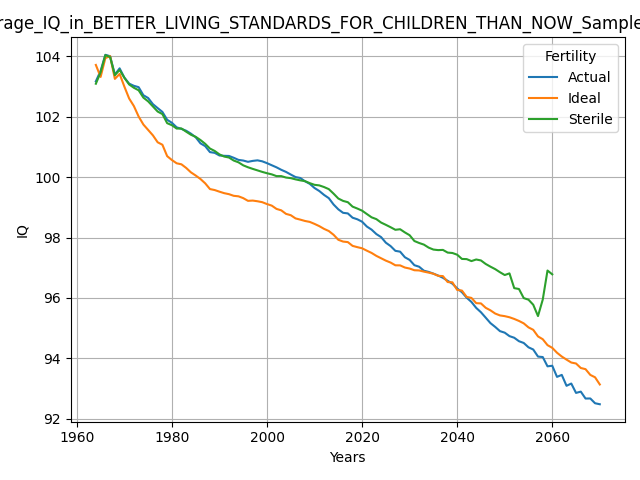 rage_IQ_in_BETTER_LIVING_STANDARDS_FOR_CHILDREN_THAN_NOW_Sample
Fertility
Actual
Ideal
Sterile
IQ
104
102
100
98
96
94
92
1960 1980 2000 2020 2040 2060
Years